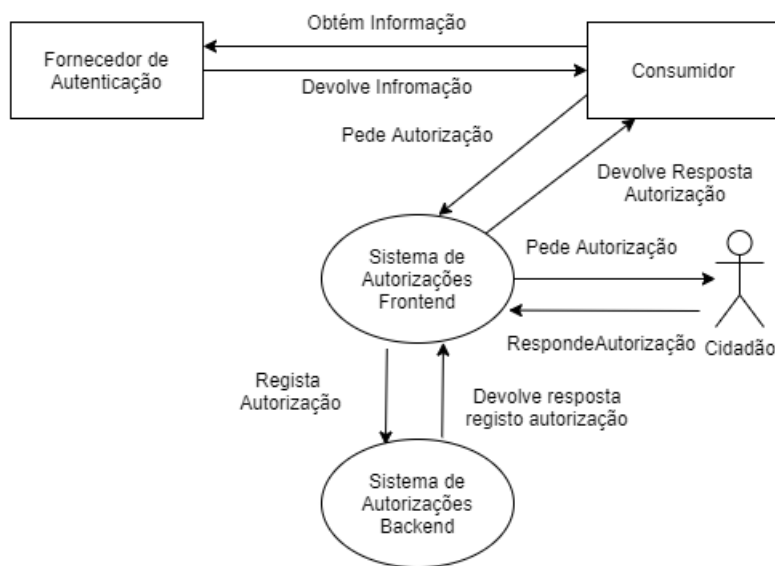 Obtém Informação
Fornecedor de
Autenticação
Consumidor
Devolve Infromação
Pede Autorização
Devolve Resposta
Autorização
Sistema de
Autorizações
Frontend
Pede Autorização
RespondeAutorização
Cidadão
Regista
Autorização
Devolve resposta
registo autorização
Sistema de
Autorizações
Backend